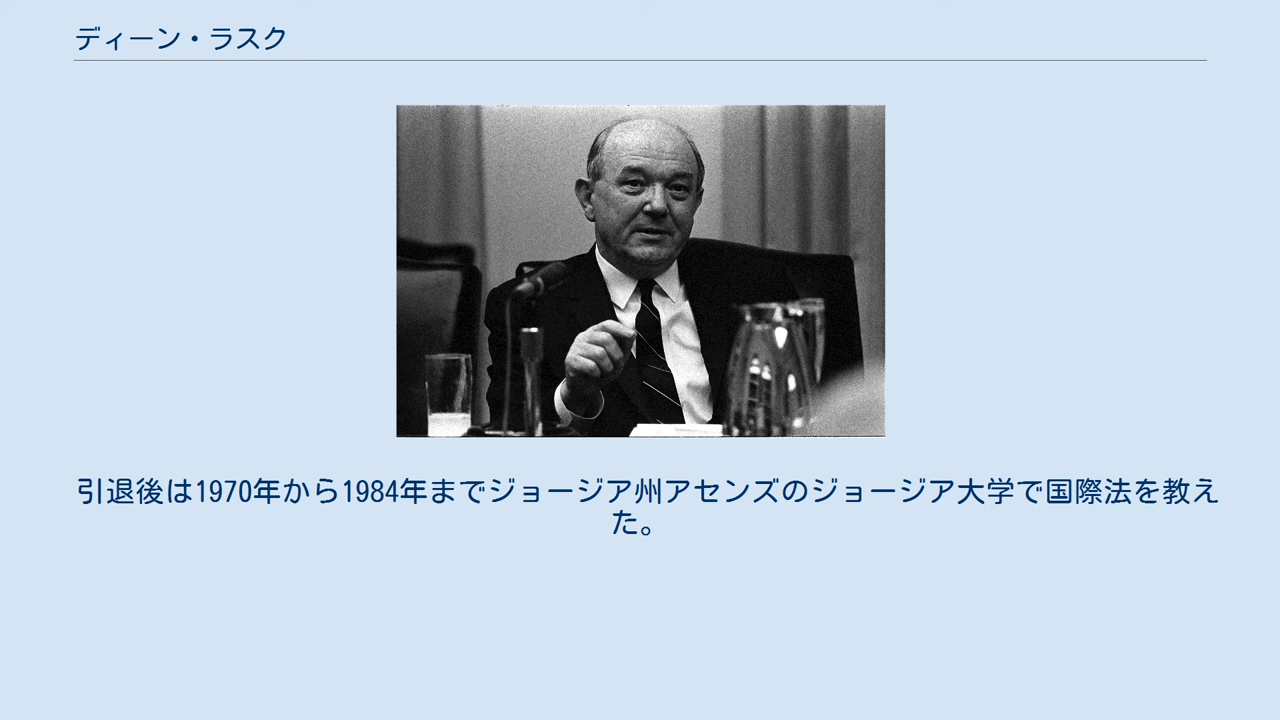 ディーン・ラスク
引退後は1970年から1984年までジョージア州アセンズのジョージア大学で国際法を教え
た。